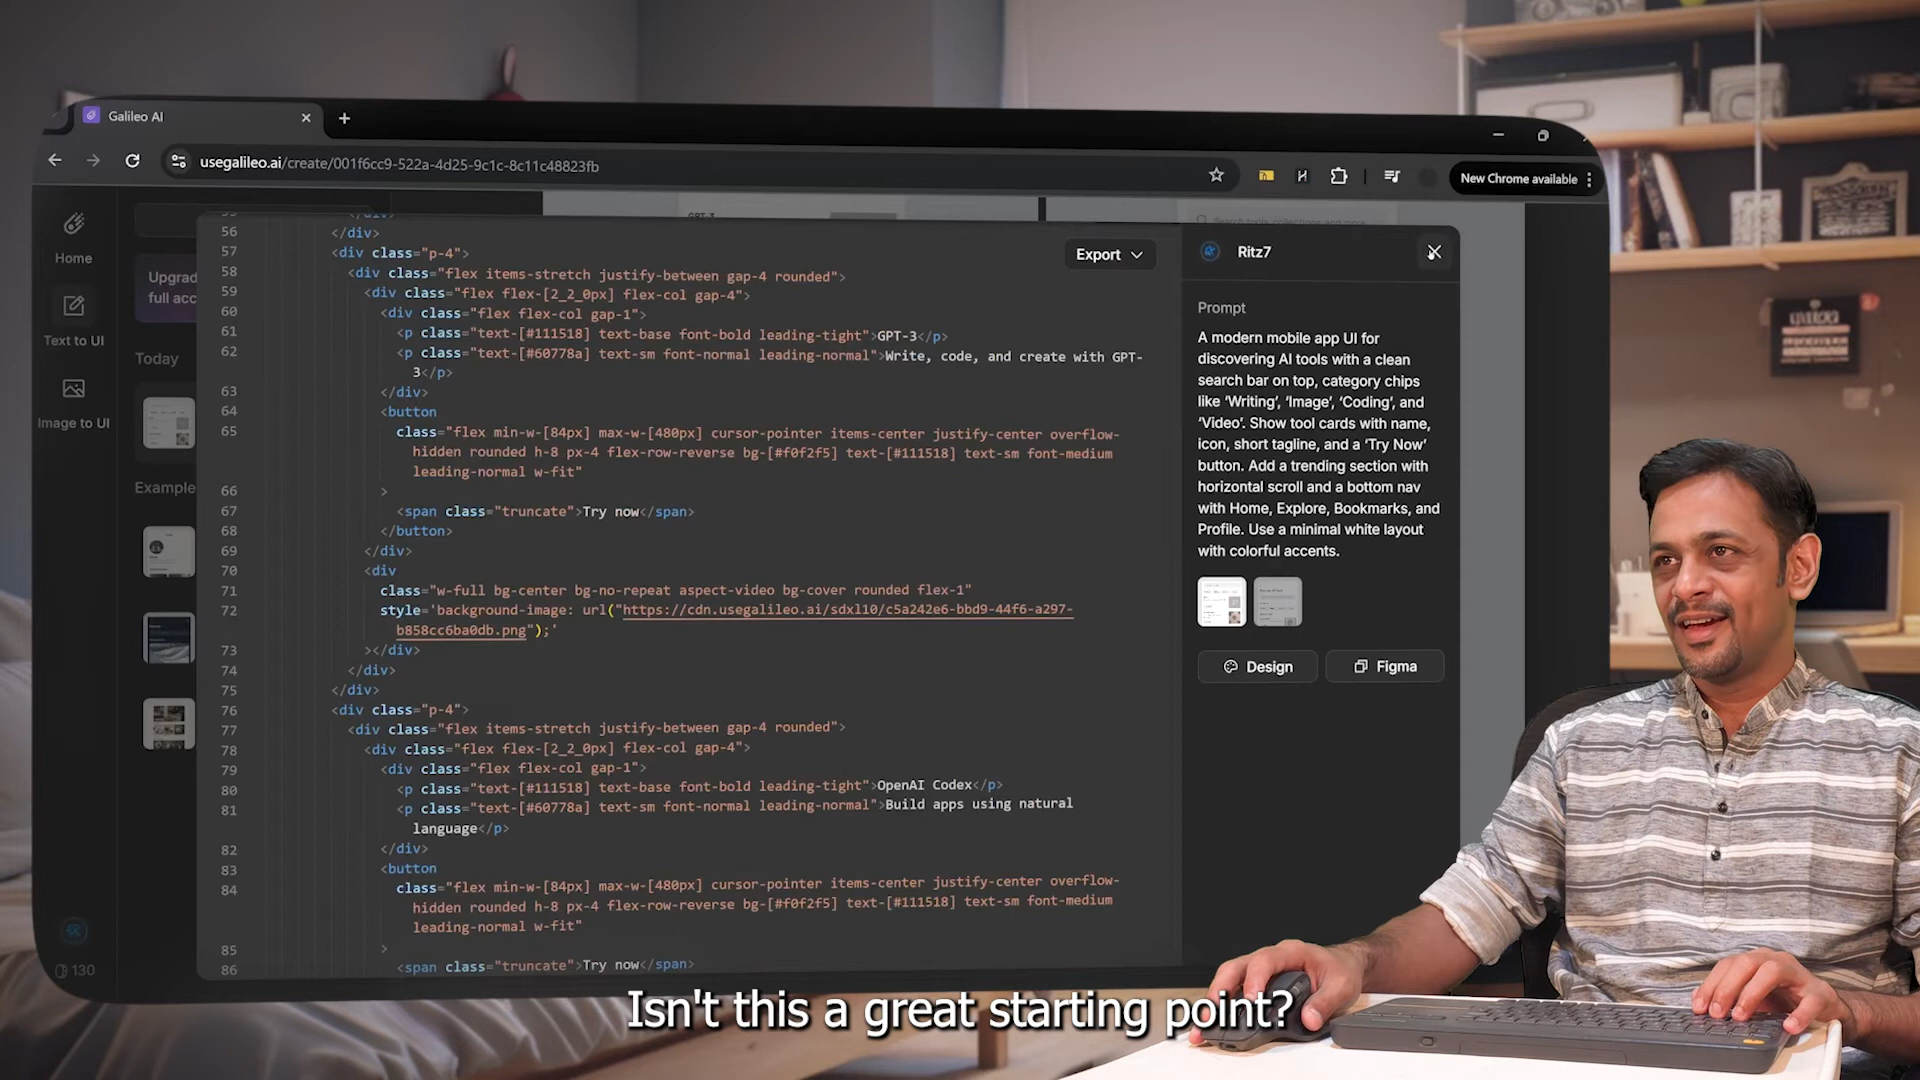 Galileo AI
usegalileo.ai/create/001f6cc9-522a-4d25-9c1c-8c11c48823fb
New Chrome available
Home
Text to UI
Image to UI
130
Upgrad
full acc
Today
Example
GPT-3
Search tools, collections and more
56 </div>
57 <div class="p-4">
58 <div class="flex items-stretch justify-between gap-4 rounded">
59 <div class="flex flex-[2_2_0px] flex-col gap-4">
60 <div class="flex flex-col gap-1">
61 <p class="text-[#111518] text-base font-bold leading-tight">GPT-3</p>
62 <p class="text-[#60778a] text-sm font-normal leading-normal">Write, code, and create with GPT-
3</p>
63 </div>
64 <button
65 class="flex min-w-[84px] max-w-[480px] cursor-pointer items-center justify-center overflow-
hidden rounded h-8 px-4 flex-row-reverse bg-[#f0f2f5] text-[#111518] text-sm font-medium
leading-normal w-fit"
66 >
67 <span class="truncate">Try now</span>
68 </button>
69 </div>
70 <div
71 class="w-full bg-center bg-no-repeat aspect-video bg-cover rounded flex-1"
72 style='background-image: url("https://cdn.usegalileo.ai/sdxl10/c5a242e6-bbd9-44f6-a297-
b858cc6ba0db.png");'
73 ></div>
74 </div>
75 </div>
76 <div class="p-4">
77 <div class="flex items-stretch justify-between gap-4 rounded">
78 <div class="flex flex-[2_2_0px] flex-col gap-4">
79 <div class="flex flex-col gap-1">
80 <p class="text-[#111518] text-base font-bold leading-tight">OpenAI Codex</p>
81 <p class="text-[#60778a] text-sm font-normal leading-normal">Build apps using natural
language</p>
82 </div>
83 <button
84 class="flex min-w-[84px] max-w-[480px] cursor-pointer items-center justify-center overflow-
hidden rounded h-8 px-4 flex-row-reverse bg-[#f0f2f5] text-[#111518] text-sm font-medium
leading-normal w-fit"
85 >
86 <span class="truncate">Try now</span>
Export
Ritz7
Prompt
A modern mobile app UI for
discovering AI tools with a clean
search bar on top, category chips
like ‘Writing’, ‘Image’, ‘Coding’, and
‘Video’. Show tool cards with name,
icon, short tagline, and a ‘Try Now’
button. Add a trending section with
horizontal scroll and a bottom nav
with Home, Explore, Bookmarks, and
Profile. Use a minimal white layout
with colorful accents.
Design
Figma
Isn't this a great starting point?